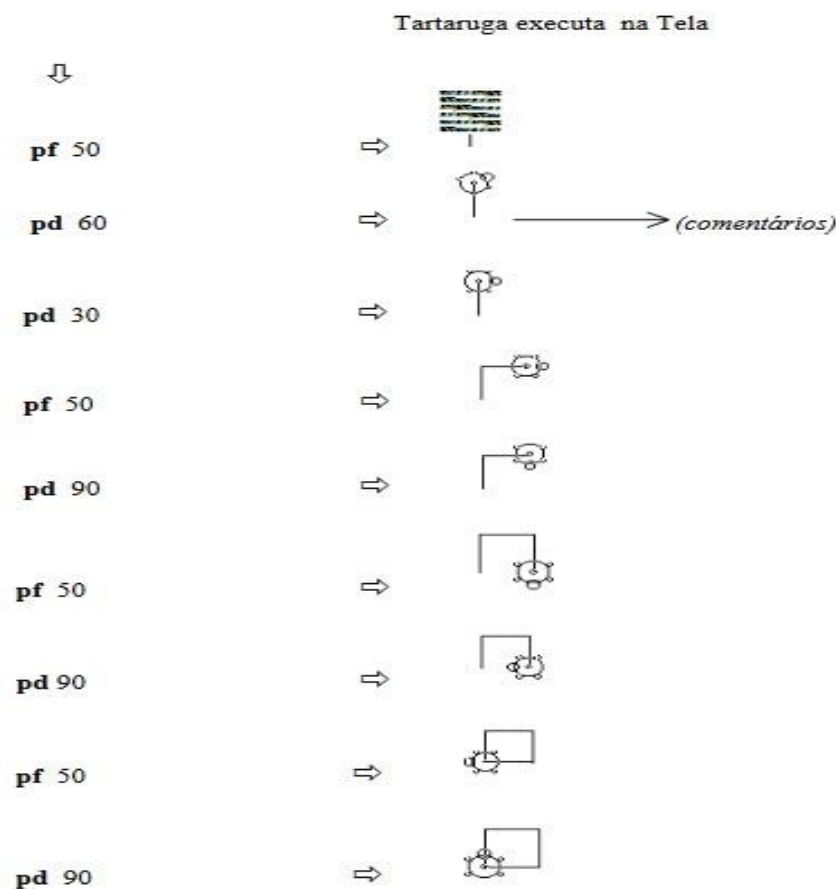 Tartaruga executa na Tela
pf 50
pd 60
(comentários)
pd 30
pf 50
pd 90
pf 50
pd 90
pf 50
pd 90